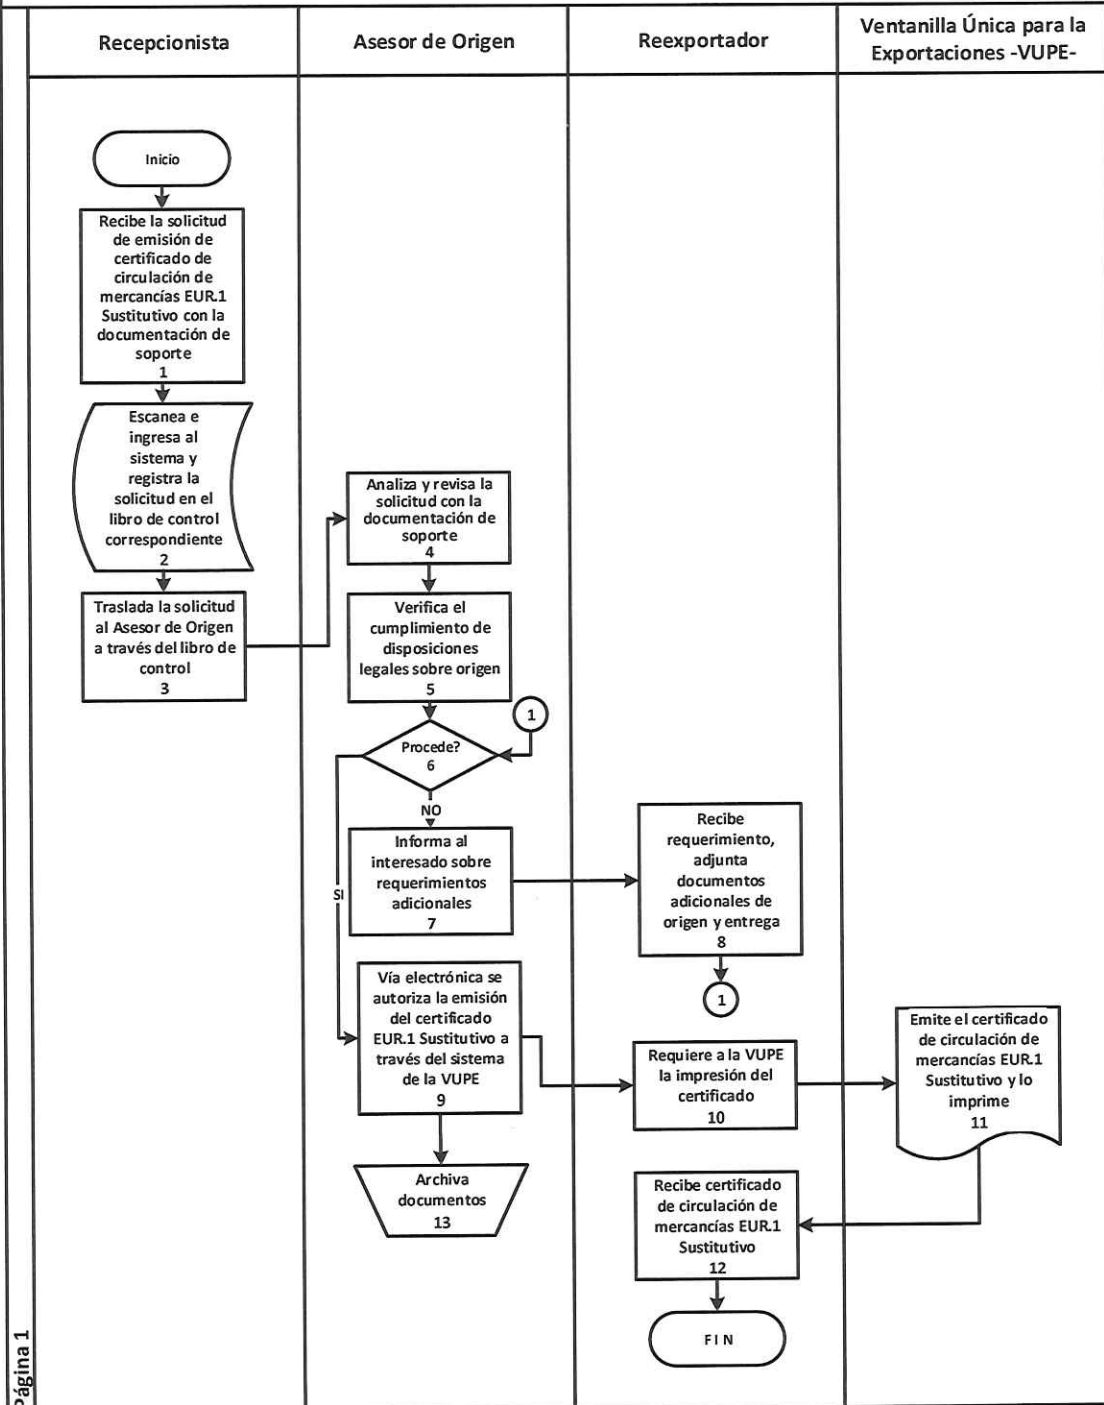 Recepcionista
Asesor de Origen
Reexportador
Ventanilla Única para la
Exportaciones -VUPE-
Inicio
Recibe la solicitud
de emisión de
certificado de
circulación de
mercancías EUR.1
Sustitutivo con la
documentación de
soporte
1
Escanea e
ingresa al
sistema y
registra la
solicitud en el
libro de control
correspondiente
2
Traslada la solicitud
al Asesor de Origen
a través del libro de
control
3
Analiza y revisa la
solicitud con la
documentación de
soporte
4
Verifica el
cumplimiento de
disposiciones
legales sobre origen
5
1
Procede?
6
NO
SI
Informa al
interesado sobre
requerimientos
adicionales
7
Recibe
requerimiento,
adjunta
documentos
adicionales de
origen y entrega
8
1
Vía electrónica se
autoriza la emisión
del certificado
EUR.1 Sustitutivo a
través del sistema
de la VUPE
9
Requiere a la VUPE
la impresión del
certificado
10
Emite el certificado
de circulación de
mercancías EUR.1
Sustitutivo y lo
imprime
11
Archiva
documentos
13
Recibe certificado
de circulación de
mercancías EUR.1
Sustitutivo
12
FIN
Página 1